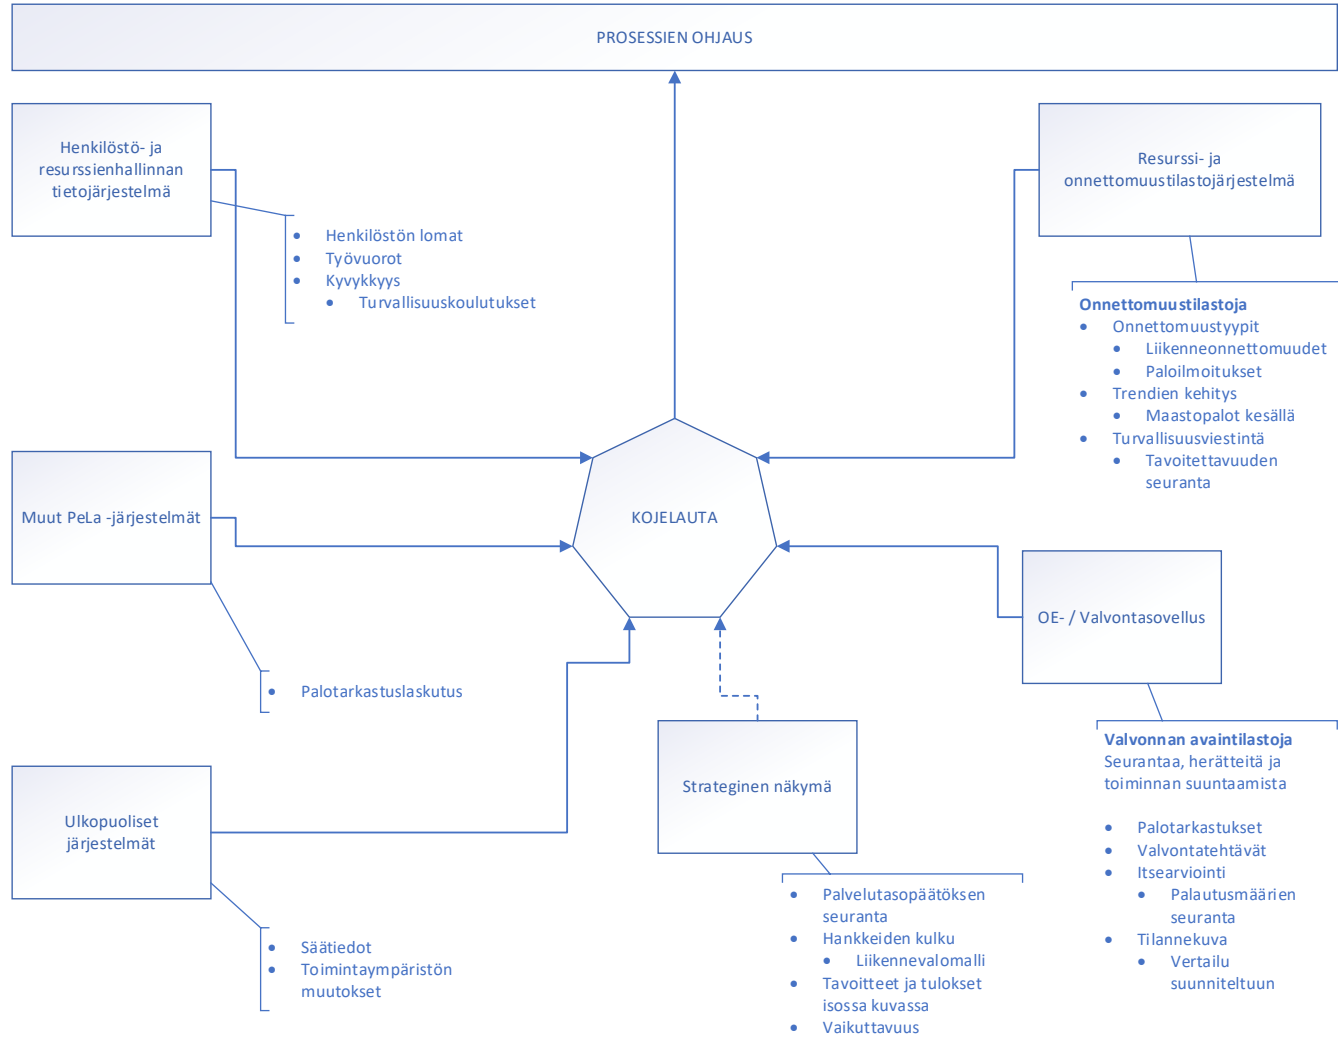 PROSESSIEN OHJAUS
Henkilöstö- ja
resurssienhallinnan
tietojärjestelmä
• Henkilöstön lomat
• Työvuorot
• Kyvykkyys
• Turvallisuuskoulutukset
Resurssi- ja
onnettomuustilastojärjestelmä
Onnettomuustilastoja
• Onnettomuustyypit
• Liikenneonnettomuudet
• Paloilmoitukset
• Trendien kehitys
• Maastopalot kesällä
• Turvallisuusviestintä
• Tavoitettavuuden
seuranta
Muut PeLa -järjestelmät
• Palotarkastuslaskutus
KOJELAUTA
OE- / Valvontasovellus
Valvonnan avaintilastoja
Seurantaa, herätteitä ja
toiminnan suuntaamista
• Palotarkastukset
• Valvontatehtävät
• Itsearviointi
• Palautusmäärien
seuranta
• Tilannekuva
• Vertailu
suunniteltuun
Ulkopuoliset
järjestelmät
• Säätiedot
• Toimintaympäristön
muutokset
Strateginen näkymä
• Palvelutasopäätöksen
seuranta
• Hankkeiden kulku
• Liikennevalomalli
• Tavoitteet ja tulokset
isossa kuvassa
• Vaikuttavuus